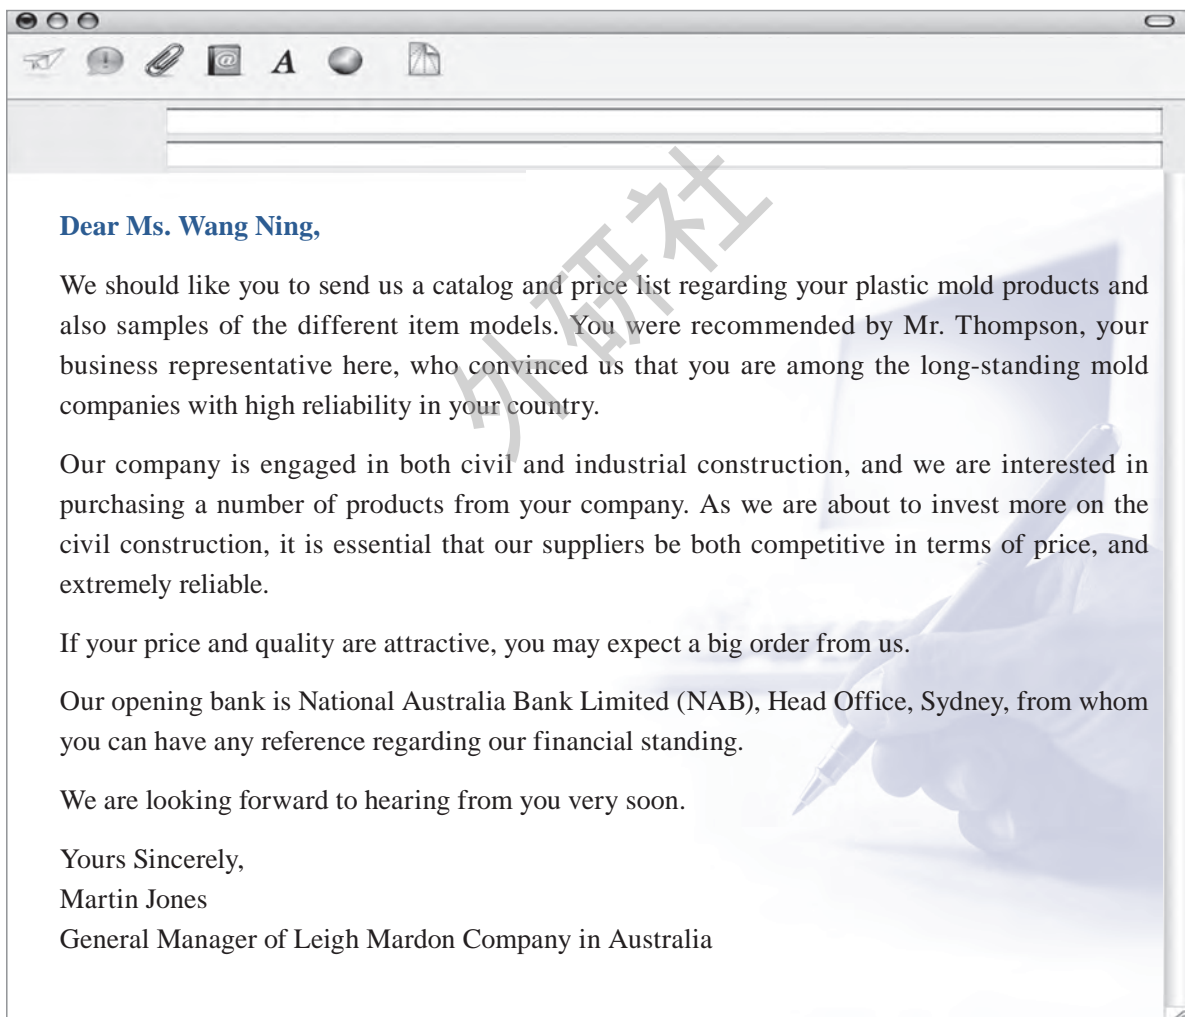 Dear Ms. Wang Ning,
We should like you to send us a catalog and price list regarding your plastic mold products and
also samples of the different item models. You were recommended by Mr. Thompson, your
business representative here, who convinced us that you are among the long-standing mold
companies with high reliability in your country.
Our company is engaged in both civil and industrial construction, and we are interested in
purchasing a number of products from your company. As we are about to invest more on the
civil construction, it is essential that our suppliers be both competitive in terms of price, and
extremely reliable.
If your price and quality are attractive, you may expect a big order from us.
Our opening bank is National Australia Bank Limited (NAB), Head Office, Sydney, from whom
you can have any reference regarding our financial standing.
We are looking forward to hearing from you very soon.
Yours Sincerely,
Martin Jones
General Manager of Leigh Mardon Company in Australia
外研社